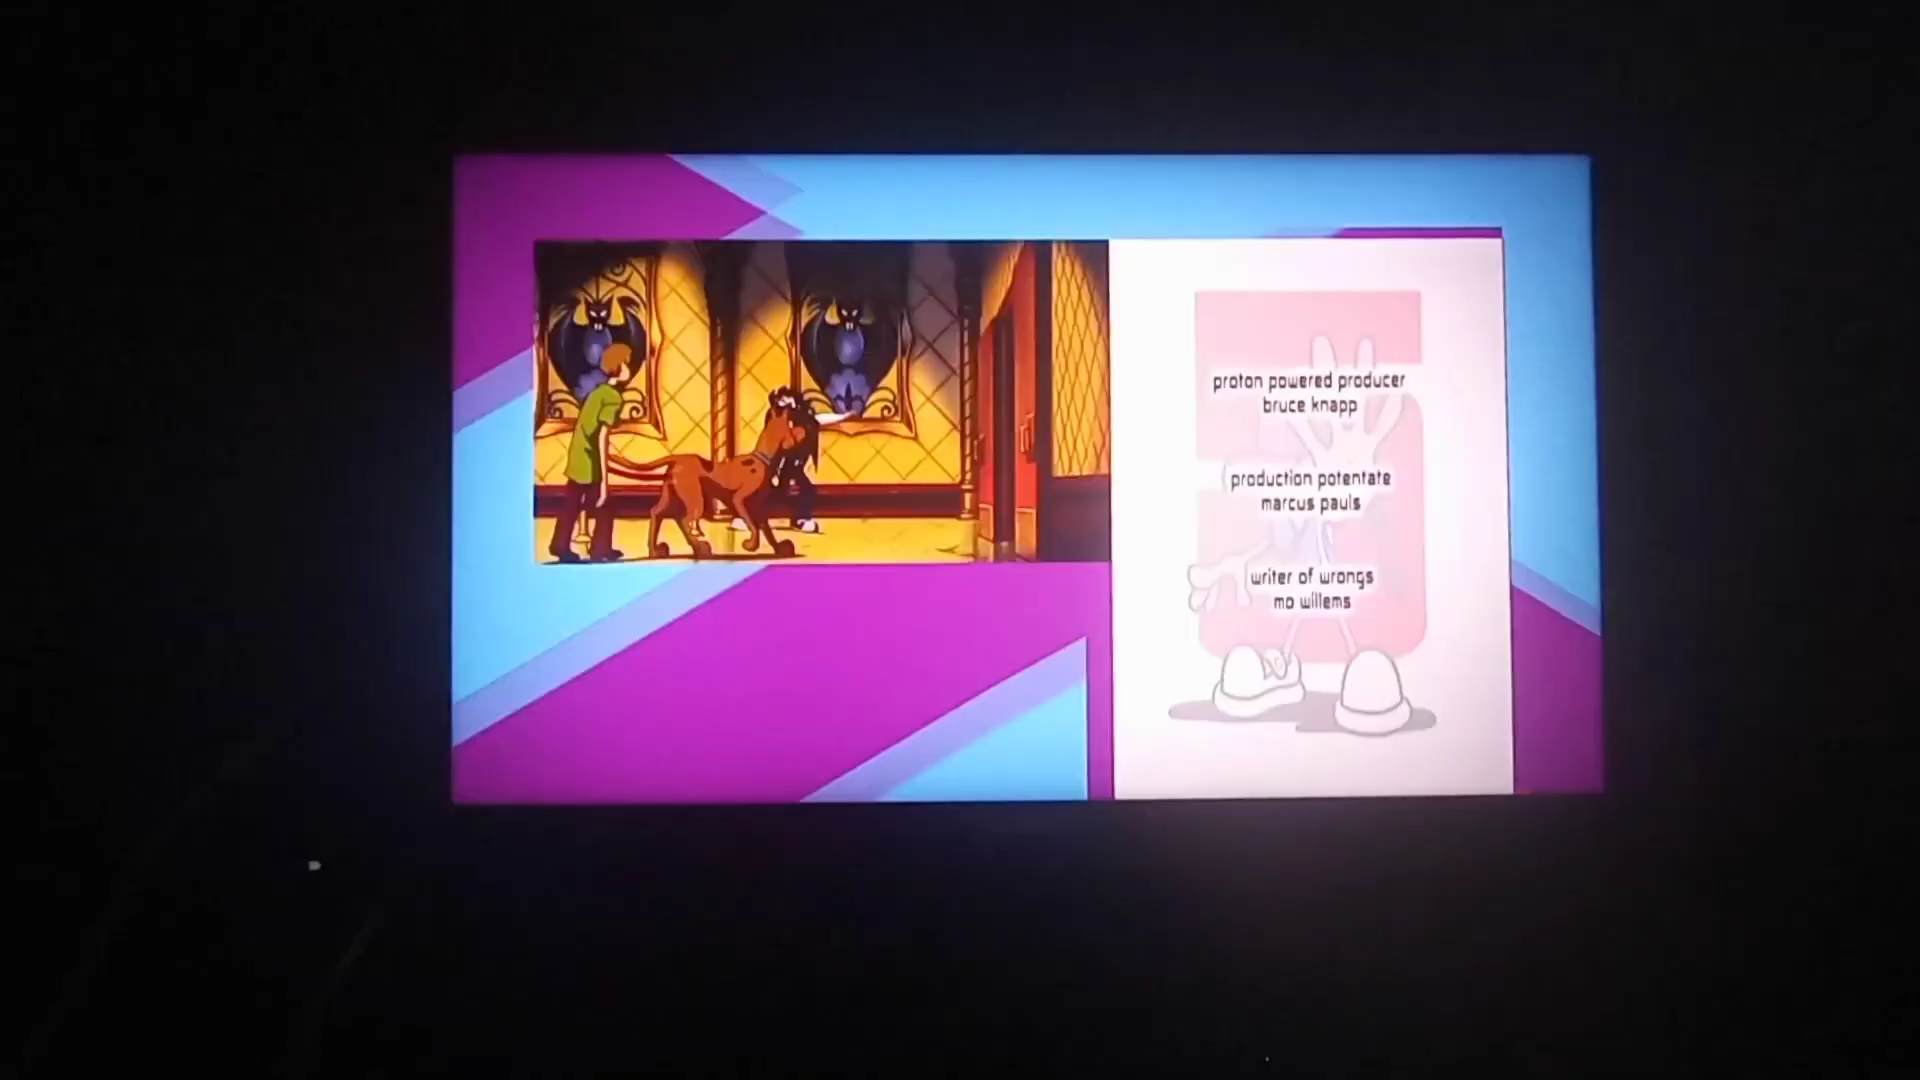 proton powered producer
bruce knapp
production potentate
marcus pauls
writer of wrongs
mo willems